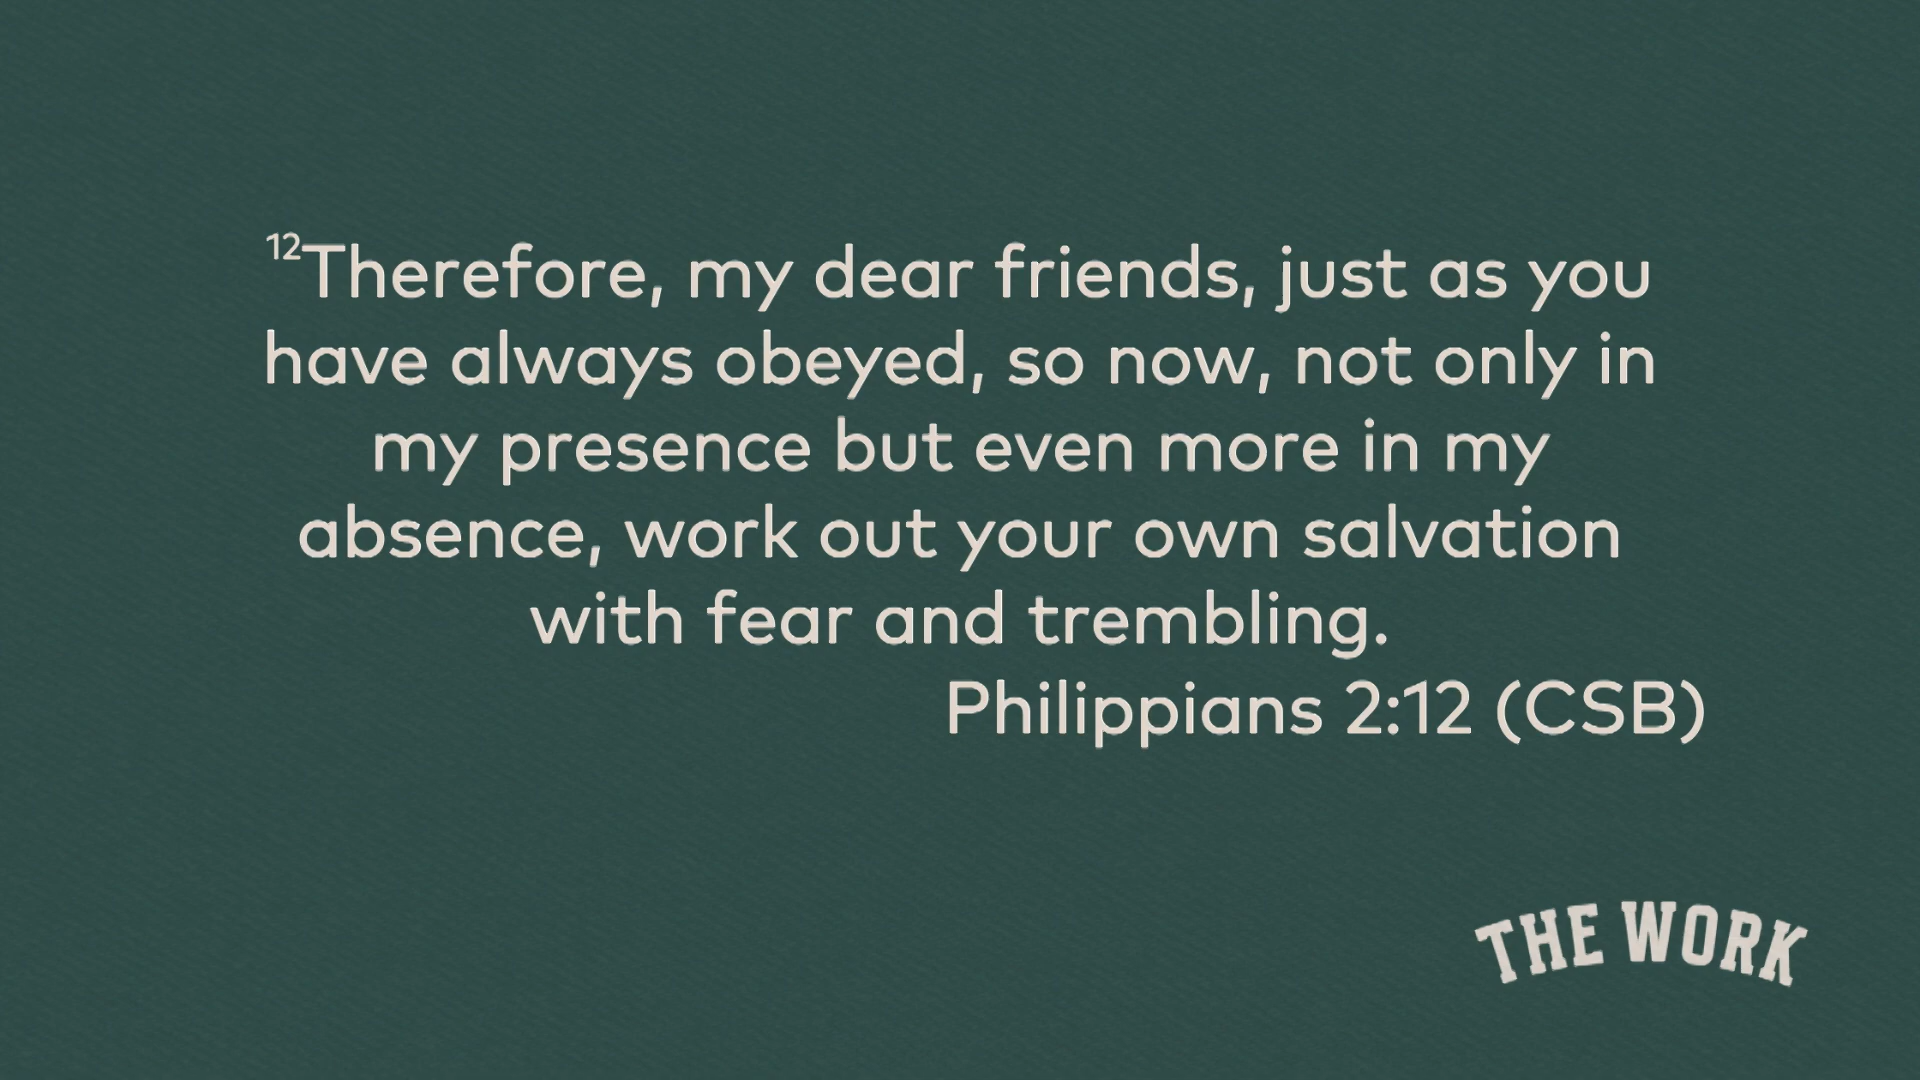 ¹²Therefore, my dear friends, just as you
have always obeyed, so now, not only in
my presence but even more in my
absence, work out your own salvation
with fear and trembling.
Philippians 2:12 (CSB)
THE WORK